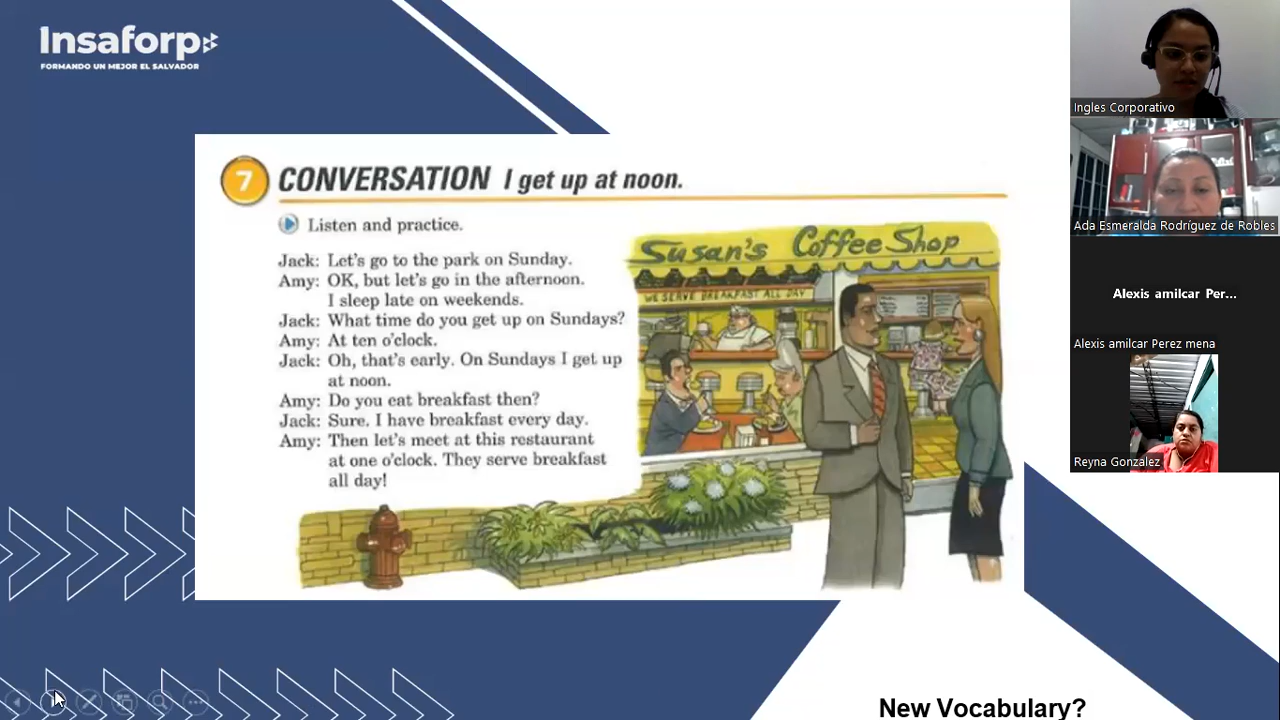 Insaforp
FORMANDO UN MEJOR EL SALVADOR
7 CONVERSATION I get up at noon.
Listen and practice.
Jack: Let's go to the park on Sunday.
Amy: OK, but let's go in the afternoon.
I sleep late on weekends.
Jack: What time do you get up on Sundays?
Amy: At ten o'clock.
Jack: Oh, that's early. On Sundays I get up
at noon.
Amy: Do you eat breakfast then?
Jack: Sure. I have breakfast every day.
Amy: Then let's meet at this restaurant
at one o'clock. They serve breakfast
all day!
Susan's Coffee Shop
WE SERVE BREAKFAST ALL DAY
New Vocabulary?
Ingles Corporativo
Ada Esmeralda Rodríguez de Robles
Alexis amilcar Per...
Alexis amilcar Perez mena
Reyna Gonzalez